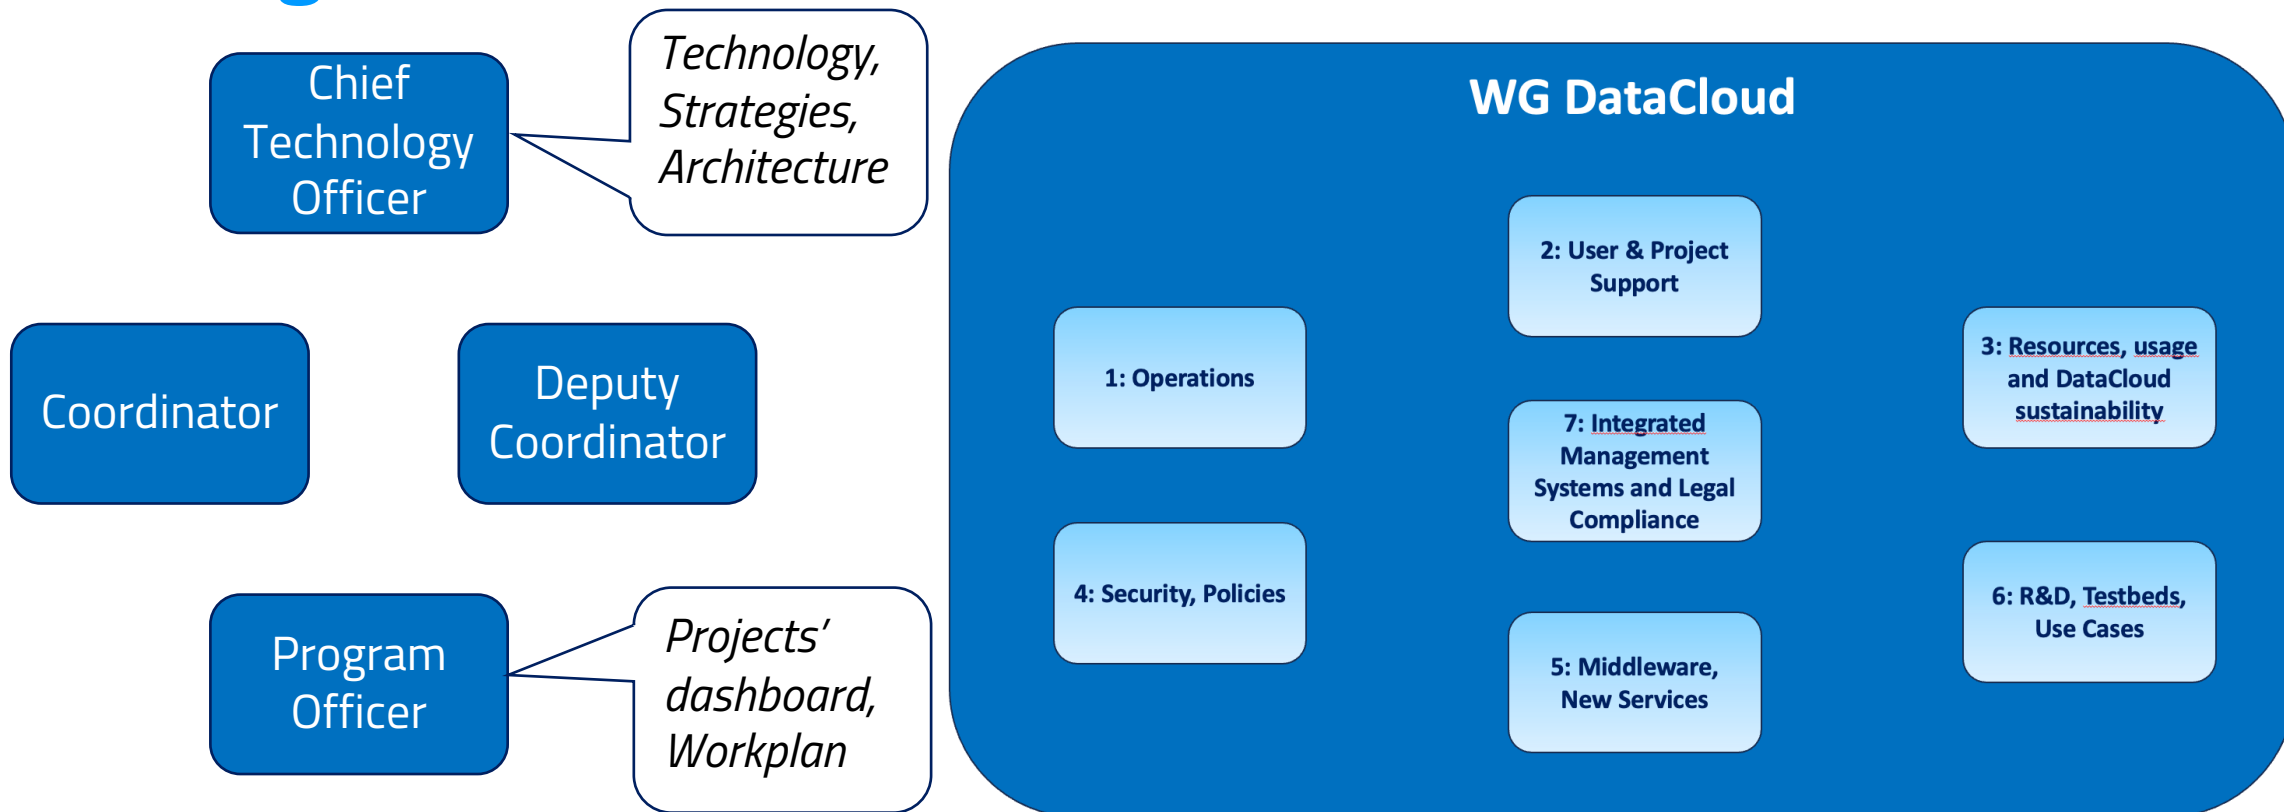 Chief
Technology
Officer
Technology,
Strategies,
Architecture
Coordinator
Deputy
Coordinator
Program
Officer
Projects’
dashboard,
Workplan
WG DataCloud
2: User & Project
Support
1: Operations
3: Resources, usage
and DataCloud
sustainability
7: Integrated
Management
Systems and Legal
Compliance
4: Security, Policies
6: R&D, Testbeds,
Use Cases
5: Middleware,
New Services